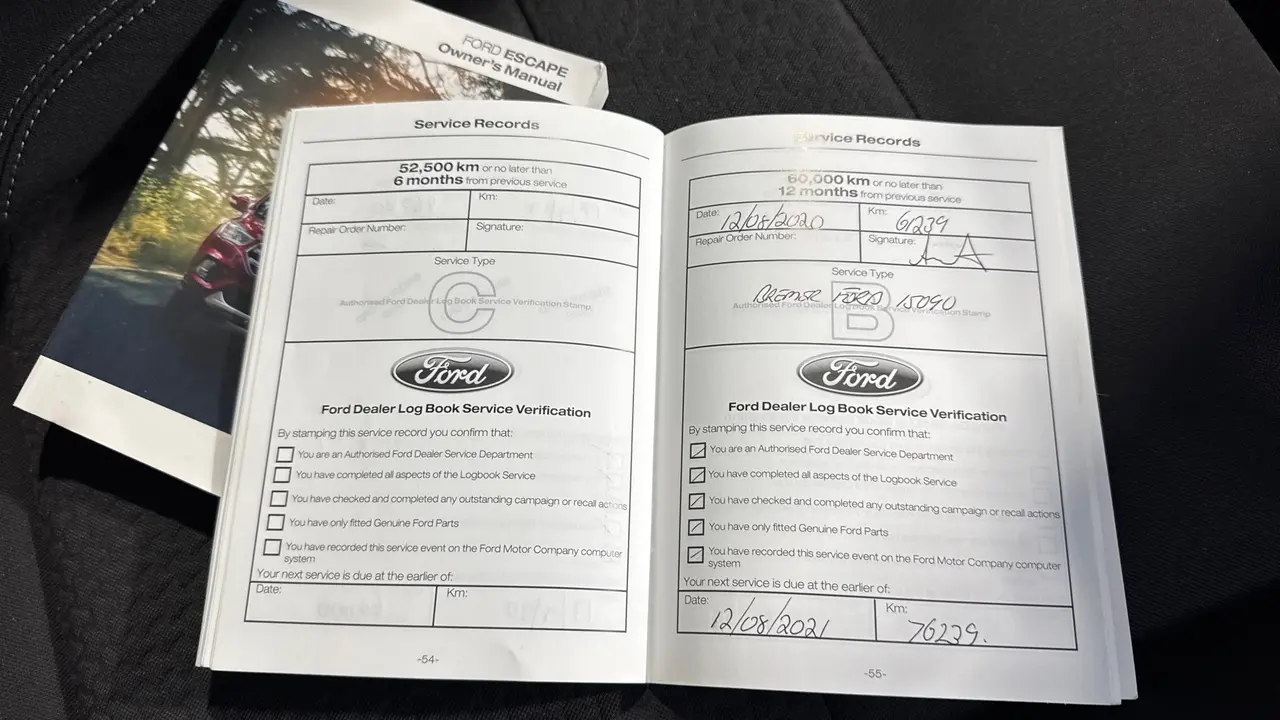 FORD ESCAPE
Owner's Manual
Service Records
52,500 km or no later than
6 months from previous service
Date:
Km:
Repair Order Number:
Signature:
Service Type
C
Authorised Ford Dealer Log Book Service Verification Stamp
Ford
Ford Dealer Log Book Service Verification
By stamping this service record you confirm that:
You are an Authorised Ford Dealer Service Department
You have completed all aspects of the Logbook Service
You have checked and completed any outstanding campaign or recall actions
You have only fitted Genuine Ford Parts
You have recorded this service event on the Ford Motor Company computer
system
Your next service is due at the earlier of:
Date:
Km:
-54-
Service Records
60,000 km or no later than
12 months from previous service
Date: 12/08/2020
Km: 61239
Repair Order Number:
Signature:
Service Type
B
BREMER FORD 15090
Authorised Ford Dealer Log Book Service Verification Stamp
Ford
Ford Dealer Log Book Service Verification
By stamping this service record you confirm that:
You are an Authorised Ford Dealer Service Department
You have completed all aspects of the Logbook Service
You have checked and completed any outstanding campaign or recall actions
You have only fitted Genuine Ford Parts
You have recorded this service event on the Ford Motor Company computer
system
Your next service is due at the earlier of:
Date: 12/08/2021
Km: 76239.
-55-